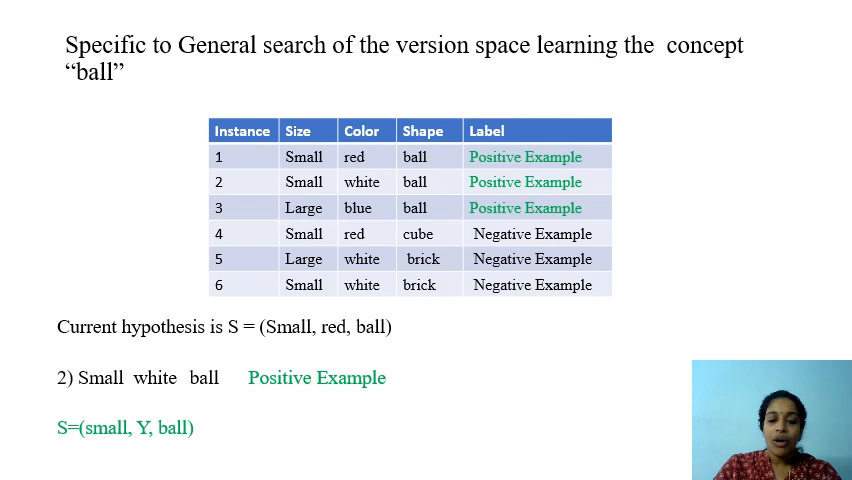 Specific to General search of the version space learning the concept
“ball”
Instance Size Color Shape Label
1 Small red ball Positive Example
2 Small white ball Positive Example
3 Large blue ball Positive Example
4 Small red cube Negative Example
5 Large white brick Negative Example
6 Small white brick Negative Example
Current hypothesis is S = (Small, red, ball)
2) Small white ball Positive Example
S=(small, Y, ball)